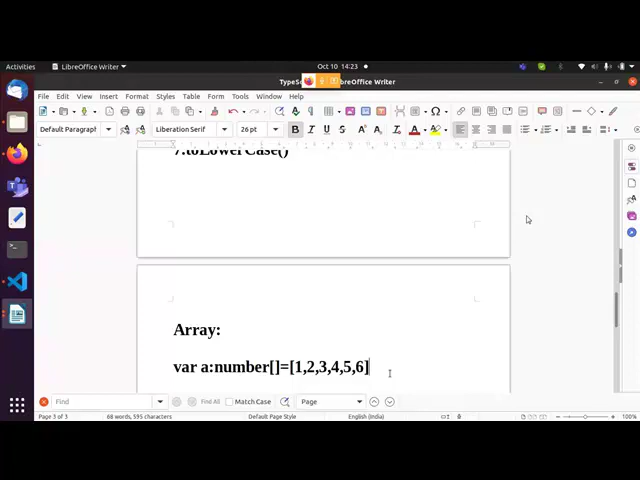 Activities
LibreOffice Writer
Oct 10 14:23
TypeSc
LibreOffice Writer
File Edit View Insert Format Styles Table Form Tools Window Help
Default Paragraph
Liberation Serif
26 pt
7.toLowerCase()
Array:
var a:number[]=[1,2,3,4,5,6]
Find
Find All
Match Case
Page
Page 3 of 3
68 words, 595 characters
Default Page Style
English (India)